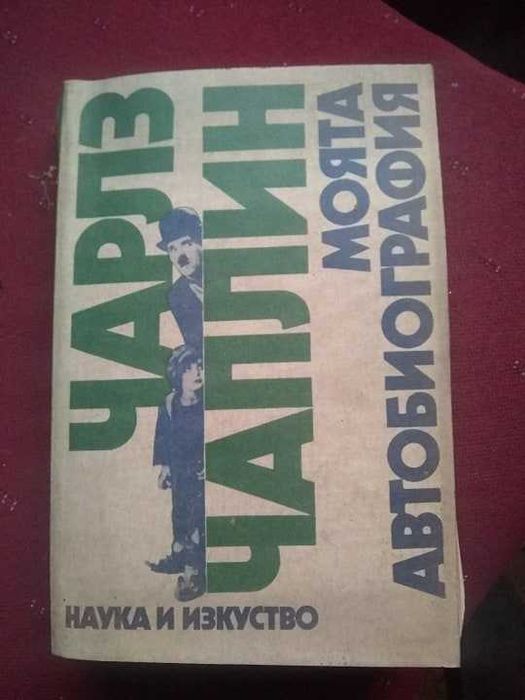 ЧАРЛЗ
ЧАПЛИН
МОЯТА
АВТОБИОГРАФИЯ
НАУКА И ИЗКУСТВО